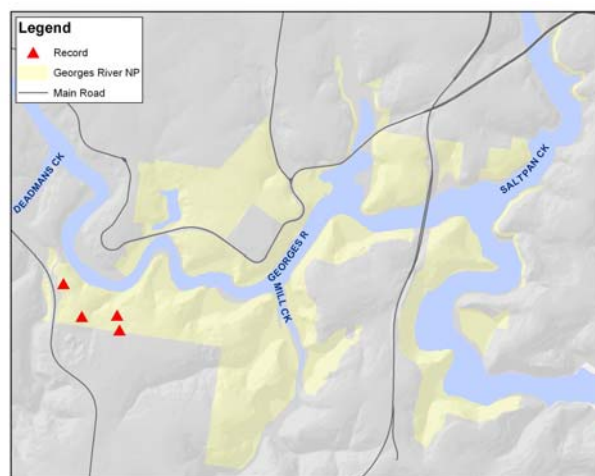 Legend
Record
Georges River NP
Main Road
DEADMANS CK
SALTPAN CK
GEORGES R
MILL CK